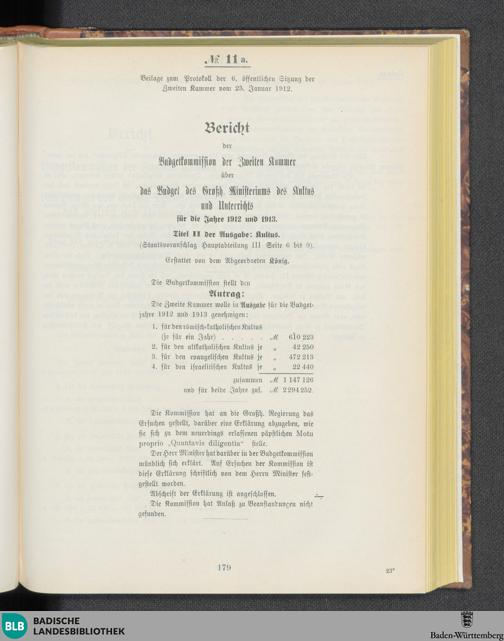 № 11 a.
Beilage zum Protokoll der 6. öffentlichen Sitzung der
Zweiten Kammer vom 23. Januar 1912.
Bericht
der
Budgetkommission der Zweiten Kammer
über
das Budget des Großh. Ministeriums des Kultus
und Unterrichts
für die Jahre 1912 und 1913.
Titel II der Ausgabe: Kultus.
(Staatsvoranschlag Hauptabteilung III Seite 6 bis 9).
Erstattet von dem Abgeordneten König.
Die Budgetkommission stellt den
Antrag:
Die Zweite Kammer wolle in Ausgabe für die Budget-
jahre 1912 und 1913 genehmigen:
1. für den römisch-katholischen Kultus
(je für ein Jahr) . . . . . ℳ 610 223
2. für den altkatholischen Kultus je „ 42 250
3. für den evangelischen Kultus je „ 472 213
4. für den israelitischen Kultus je „ 22 440
zusammen ℳ 1 147 126
und für beide Jahre zus. ℳ 2 294 252.
Die Kommission hat an die Großh. Regierung das
Ersuchen gestellt, darüber eine Erklärung abzugeben, wie
sie sich zu dem neuerdings erlassenen päpstlichen Motu
proprio „Quantavis diligentia“ stelle.
Der Herr Minister hat darüber in der Budgetkommission
mündlich sich erklärt. Auf Ersuchen der Kommission ist
diese Erklärung schriftlich von dem Herrn Minister fest-
gestellt worden.
Abschrift der Erklärung ist angeschlossen.
Die Kommission hat Anlaß zu Beanstandungen nicht
gefunden.
179
23*
BLB BADISCHE
LANDESBIBLIOTHEK
Baden-Württemberg